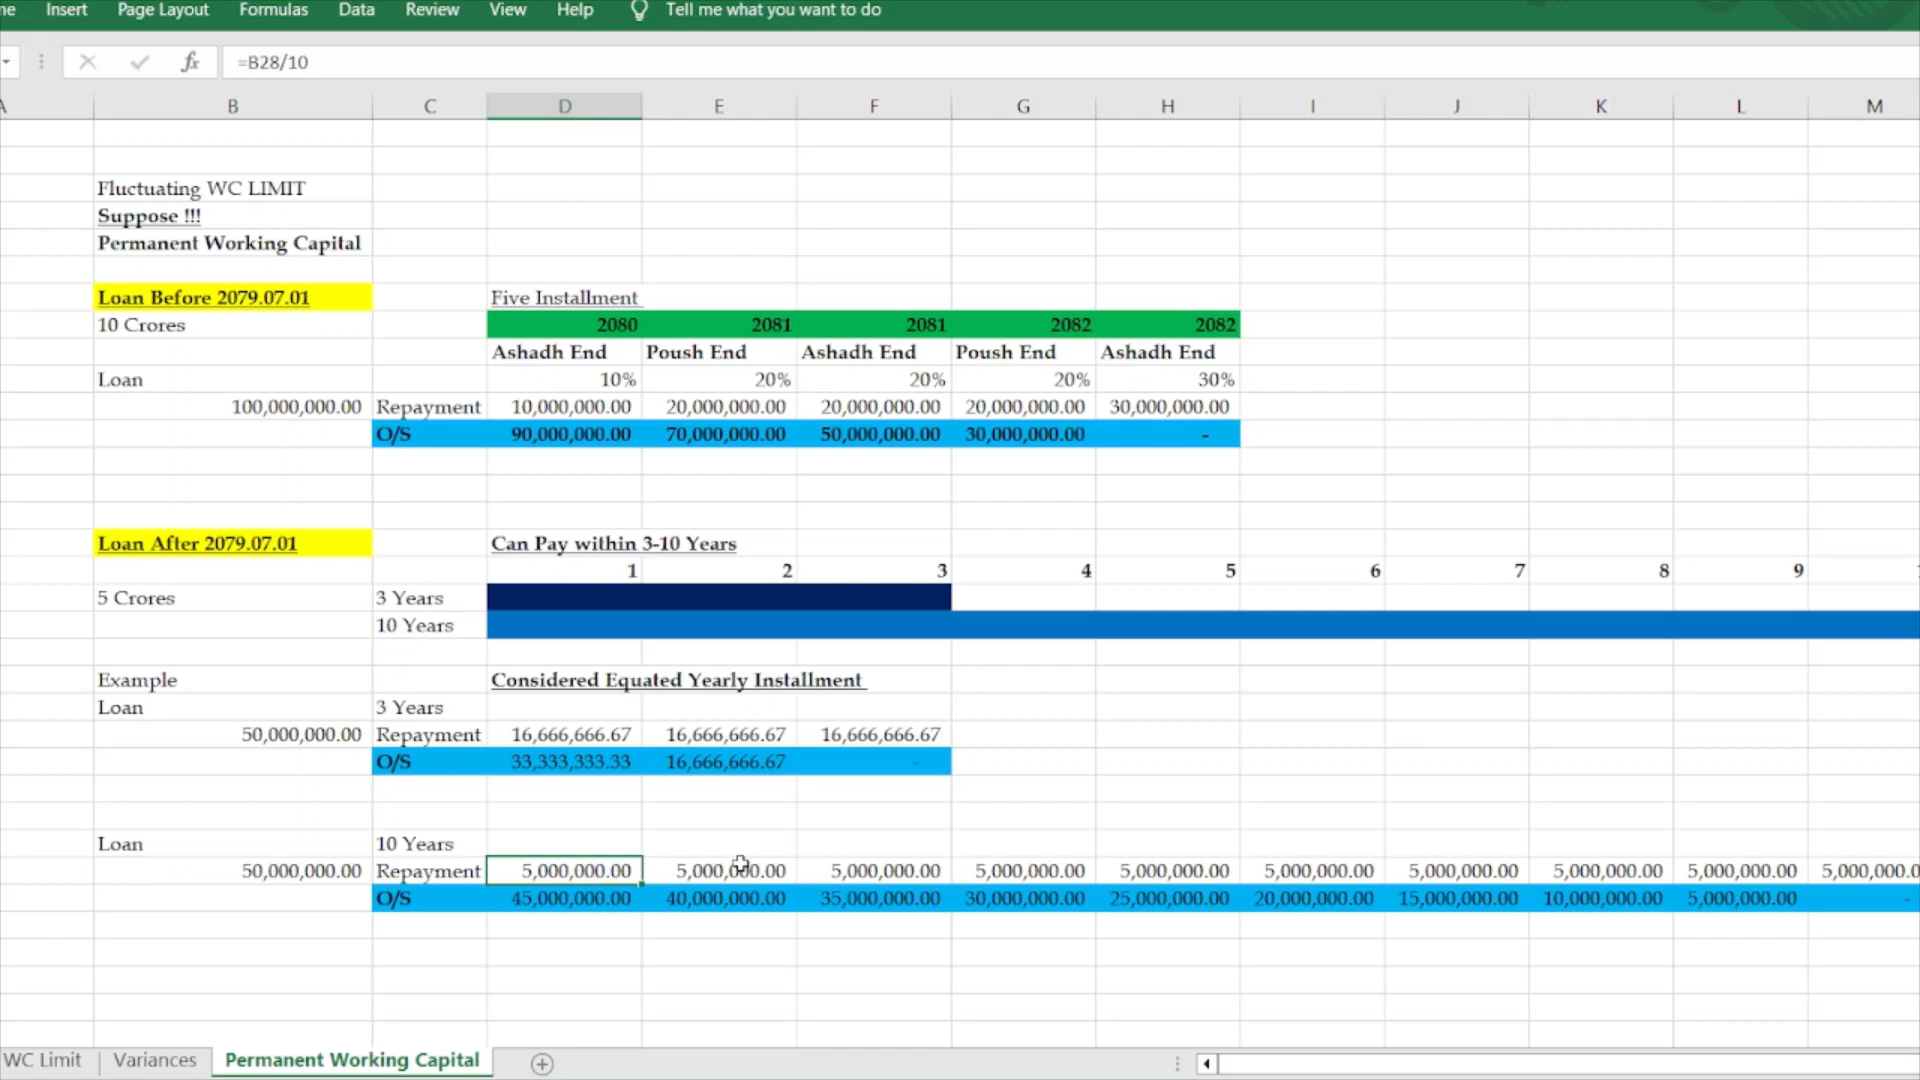 Insert Page Layout Formulas Data Review View Help Tell me what you want to do
fx =B28/10
B C D E F G H I J K L M
Fluctuating WC LIMIT
Suppose !!!
Permanent Working Capital
Loan Before 2079.07.01 Five Installment
10 Crores 2080 2081 2081 2082 2082
Ashadh End Poush End Ashadh End Poush End Ashadh End
Loan 10% 20% 20% 20% 30%
100,000,000.00 Repayment 10,000,000.00 20,000,000.00 20,000,000.00 20,000,000.00 30,000,000.00
O/S 90,000,000.00 70,000,000.00 50,000,000.00 30,000,000.00 -
Loan After 2079.07.01 Can Pay within 3-10 Years
1 2 3 4 5 6 7 8 9
5 Crores 3 Years
10 Years
Example Considered Equated Yearly Installment
Loan 3 Years
50,000,000.00 Repayment 16,666,666.67 16,666,666.67 16,666,666.67
O/S 33,333,333.33 16,666,666.67 -
Loan 10 Years
50,000,000.00 Repayment 5,000,000.00 5,000,000.00 5,000,000.00 5,000,000.00 5,000,000.00 5,000,000.00 5,000,000.00 5,000,000.00 5,000,000.00 5,000,000.0
O/S 45,000,000.00 40,000,000.00 35,000,000.00 30,000,000.00 25,000,000.00 20,000,000.00 15,000,000.00 10,000,000.00 5,000,000.00 -
WC Limit Variances Permanent Working Capital